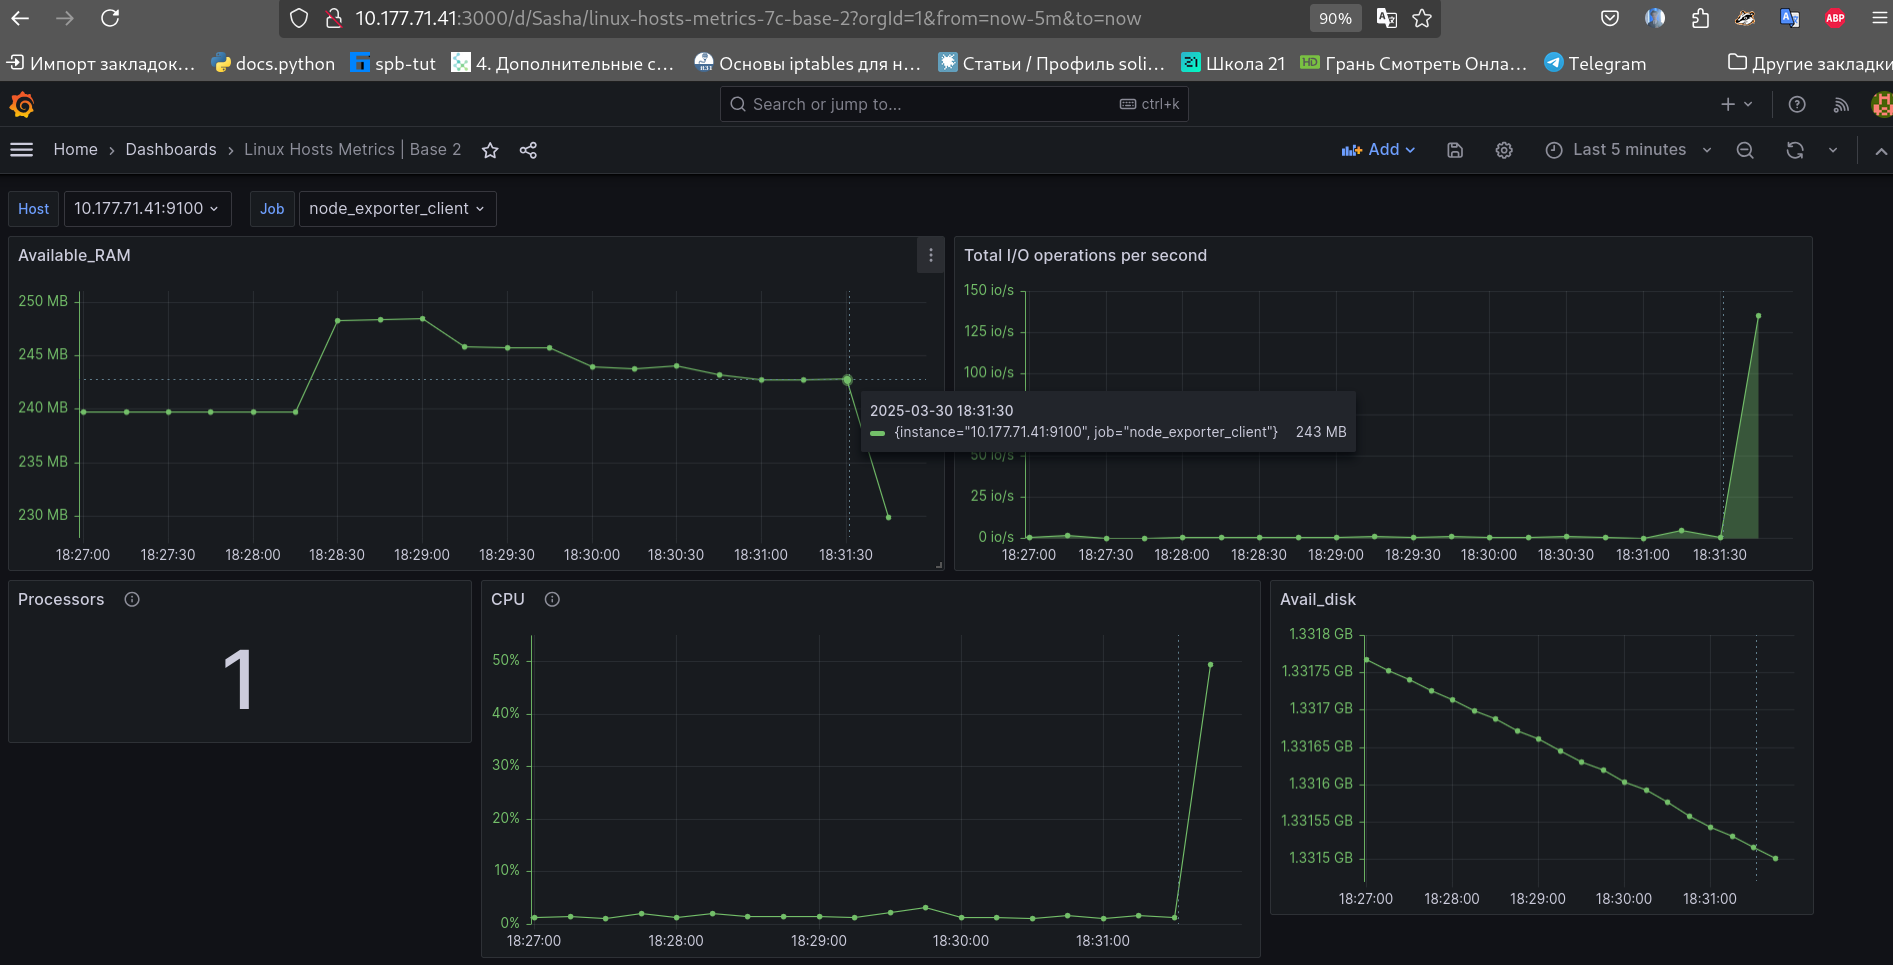 10.177.71.41:3000/d/Sasha/linux-hosts-metrics-7c-base-2?orgId=1&from=now-5m&to=now 90% ABP
Импорт закладок… docs.python spb-tut 4. Дополнительные с… Основы iptables для н… Статьи / Профиль soli… 21 Школа 21 HD Грань Смотреть Онла… Telegram Другие закладки
Search or jump to... ctrl+k
Home › Dashboards › Linux Hosts Metrics | Base 2 Add Last 5 minutes
Host 10.177.71.41:9100 Job node_exporter_client
Available_RAM
250 MB
245 MB
240 MB
235 MB
230 MB
18:27:00 18:27:30 18:28:00 18:28:30 18:29:00 18:29:30 18:30:00 18:30:30 18:31:00 18:31:30
2025-03-30 18:31:30
{instance="10.177.71.41:9100", job="node_exporter_client"} 243 MB
Total I/O operations per second
150 io/s
125 io/s
100 io/s
50 io/s
25 io/s
0 io/s
18:27:00 18:27:30 18:28:00 18:28:30 18:29:00 18:29:30 18:30:00 18:30:30 18:31:00 18:31:30
Processors
1
CPU
50%
40%
30%
20%
10%
0%
18:27:00 18:28:00 18:29:00 18:30:00 18:31:00
Avail_disk
1.3318 GB
1.33175 GB
1.3317 GB
1.33165 GB
1.3316 GB
1.33155 GB
1.3315 GB
18:27:00 18:28:00 18:29:00 18:30:00 18:31:00